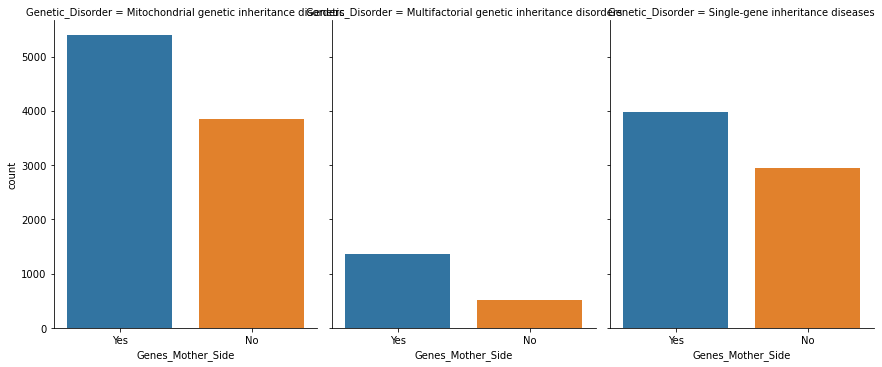 Genetic_Disorder = Mitochondrial genetic inheritance disorders
Genetic_Disorder = Multifactorial genetic inheritance disorders
Genetic_Disorder = Single-gene inheritance diseases
5000
4000
3000
2000
1000
0
count
Yes
No
Yes
No
Yes
No
Genes_Mother_Side
Genes_Mother_Side
Genes_Mother_Side